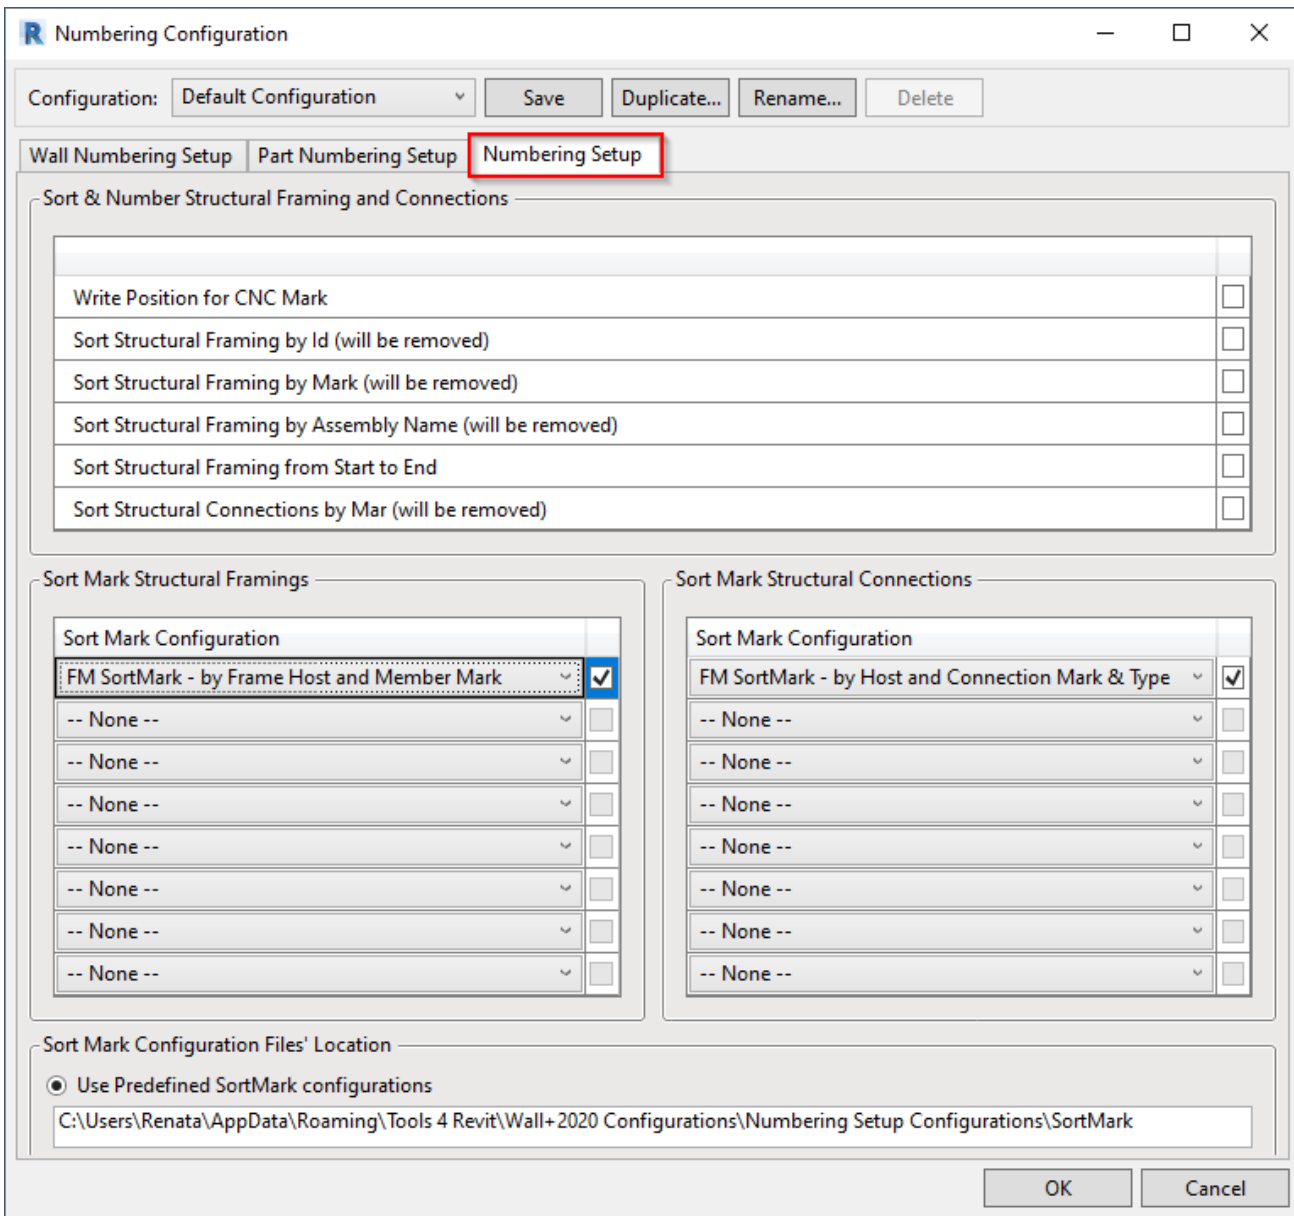 Numbering Configuration
Configuration: Default Configuration Save Duplicate... Rename... Delete
Wall Numbering Setup Part Numbering Setup Numbering Setup
Sort & Number Structural Framing and Connections
Write Position for CNC Mark
Sort Structural Framing by Id (will be removed)
Sort Structural Framing by Mark (will be removed)
Sort Structural Framing by Assembly Name (will be removed)
Sort Structural Framing from Start to End
Sort Structural Connections by Mar (will be removed)
Sort Mark Structural Framings
Sort Mark Configuration
FM SortMark - by Frame Host and Member Mark
-- None --
-- None --
-- None --
-- None --
-- None --
-- None --
-- None --
Sort Mark Structural Connections
Sort Mark Configuration
FM SortMark - by Host and Connection Mark & Type
-- None --
-- None --
-- None --
-- None --
-- None --
-- None --
-- None --
Sort Mark Configuration Files' Location
Use Predefined SortMark configurations
C:\Users\Renata\AppData\Roaming\Tools 4 Revit\Wall+2020 Configurations\Numbering Setup Configurations\SortMark
OK Cancel